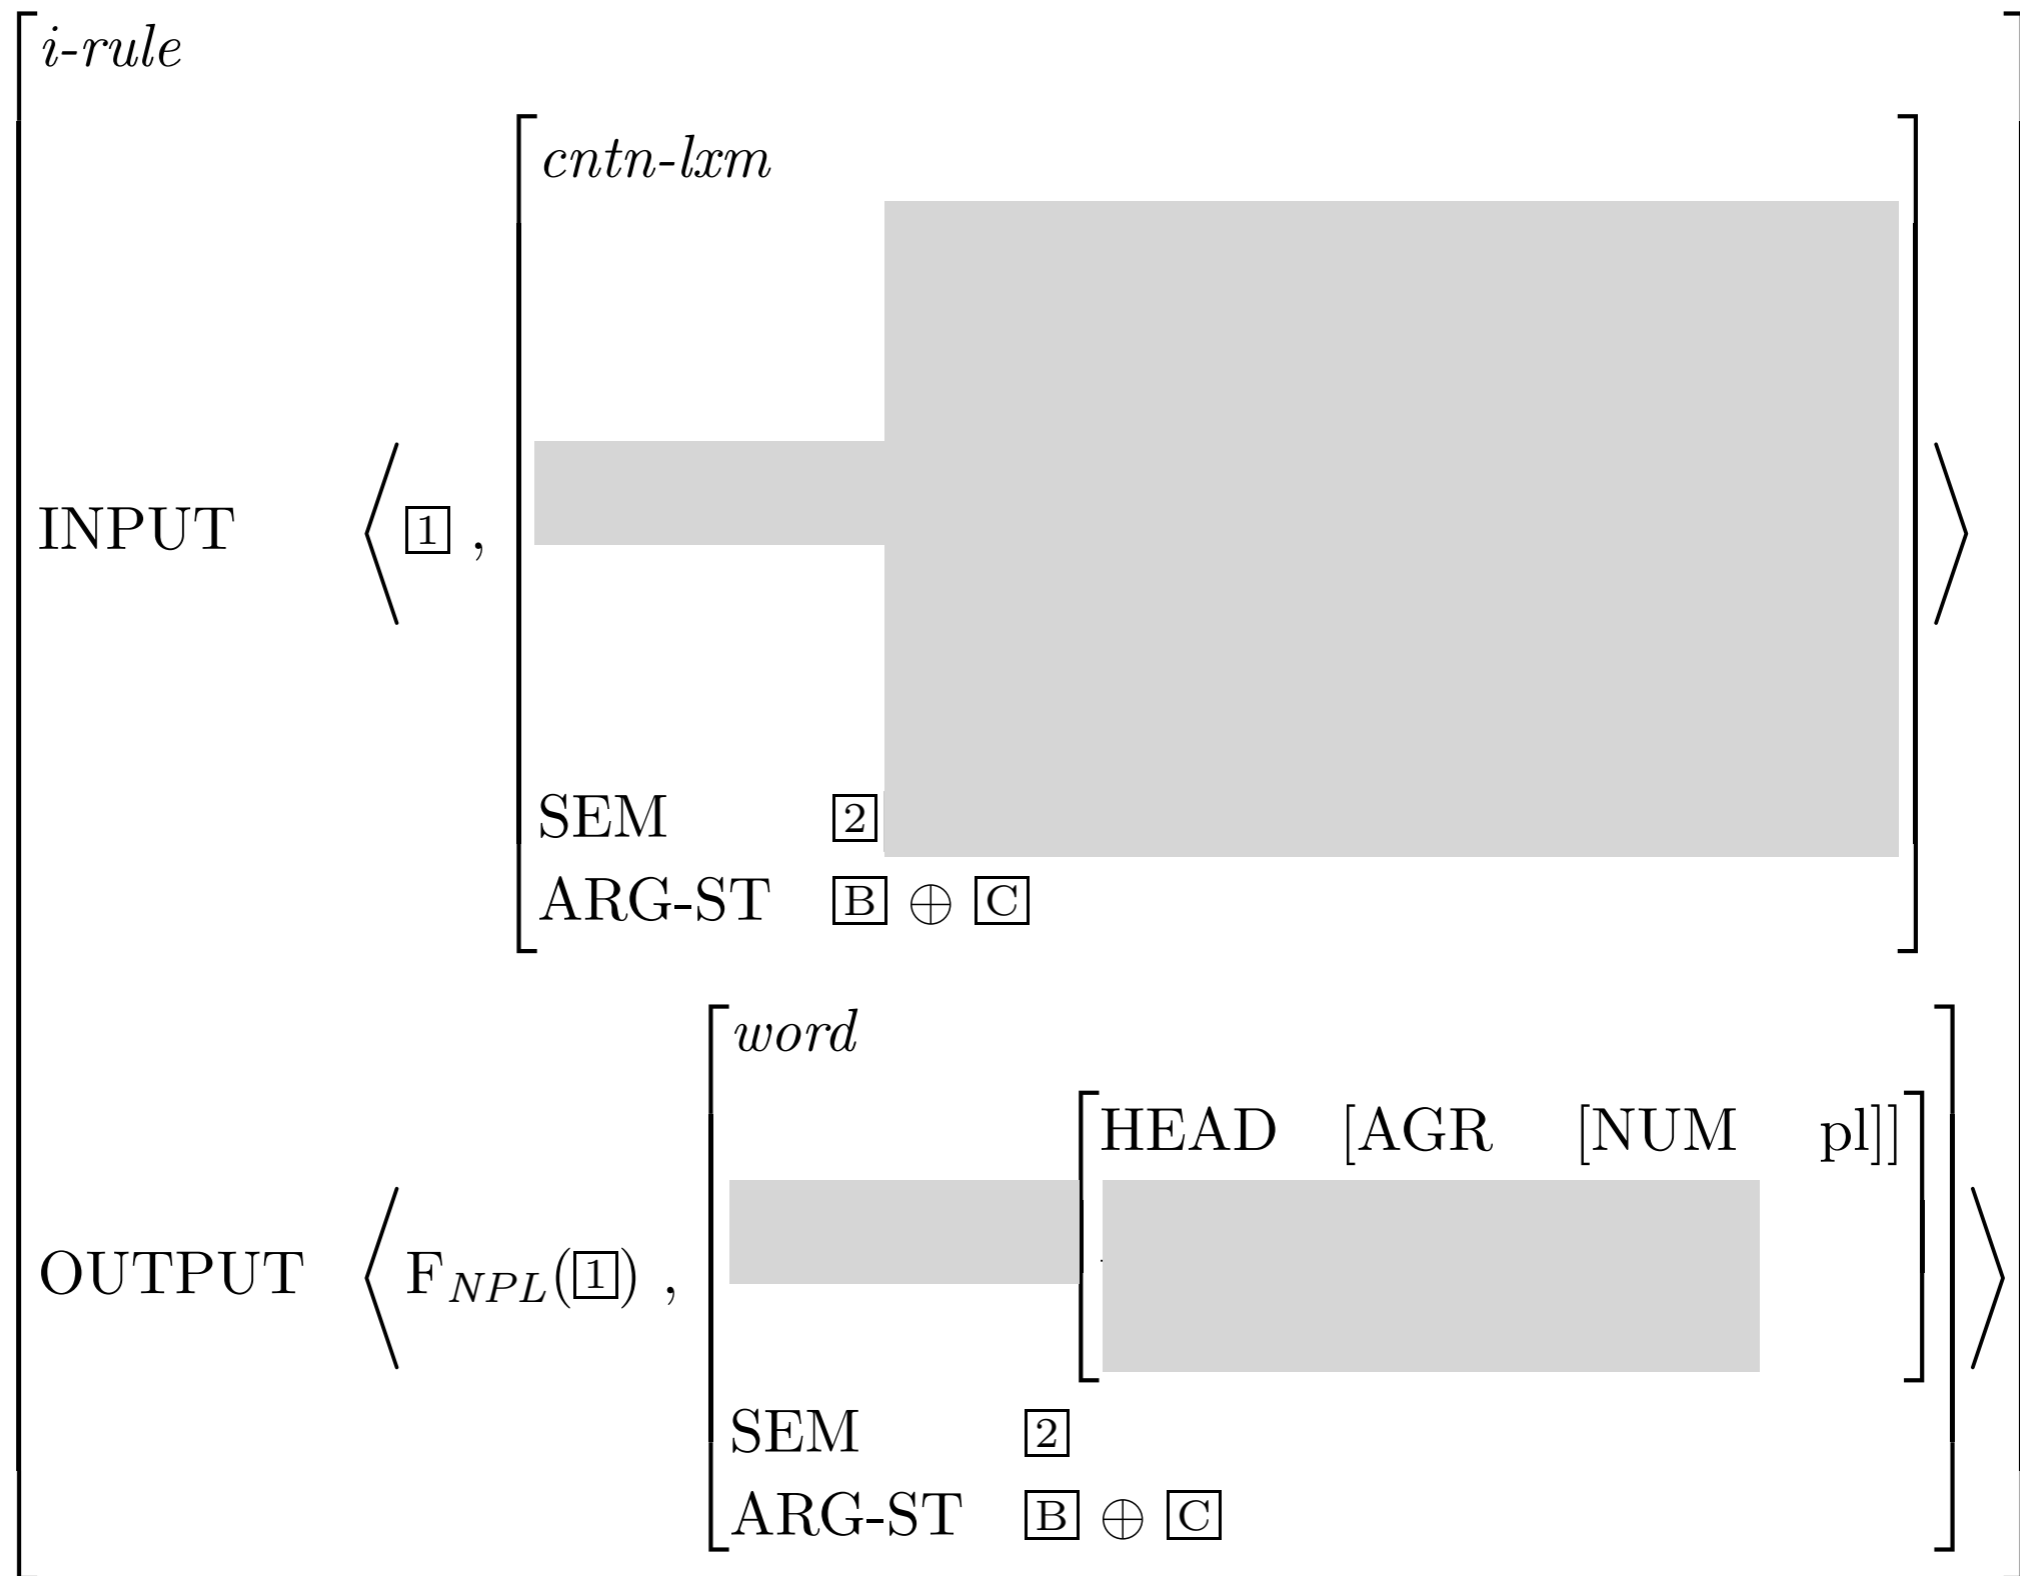 i-rule
cntn-lxm
INPUT ⟨ 1 , ⟩
SEM 2
ARG-ST B ⊕ C
word
HEAD [AGR [NUM pl]]
OUTPUT ⟨ F_NPL(1) , ⟩
SEM 2
ARG-ST B ⊕ C